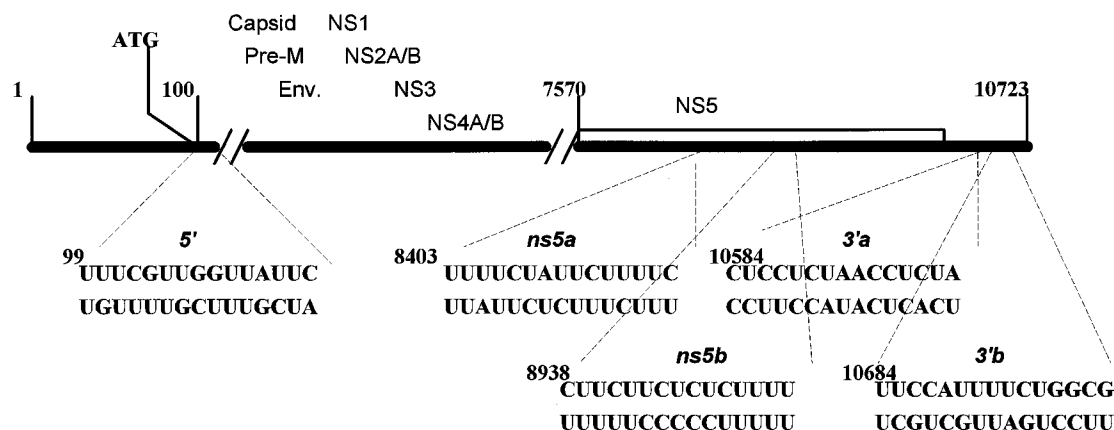 Capsid NS1
ATG
Pre-M NS2A/B
1 100 Env. NS3 7570 NS5 10723
NS4A/B
5' ns5a 3'a
99 8403 10584
UUUCGUUGGUUAUUC UUUUCUAUUCUUUUC CUCCUCUAACCUCUA
UGUUUUGCUUUGCUA UUAUUCUCUUUCUUU CCUUCCAUACUCACU
ns5b 3'b
8938 10684
CUUCUUCUCUCUUUU UUCCAUUUUCUGGCG
UUUUUCCCCCUUUUU UCGUCGUUAGUCCUU